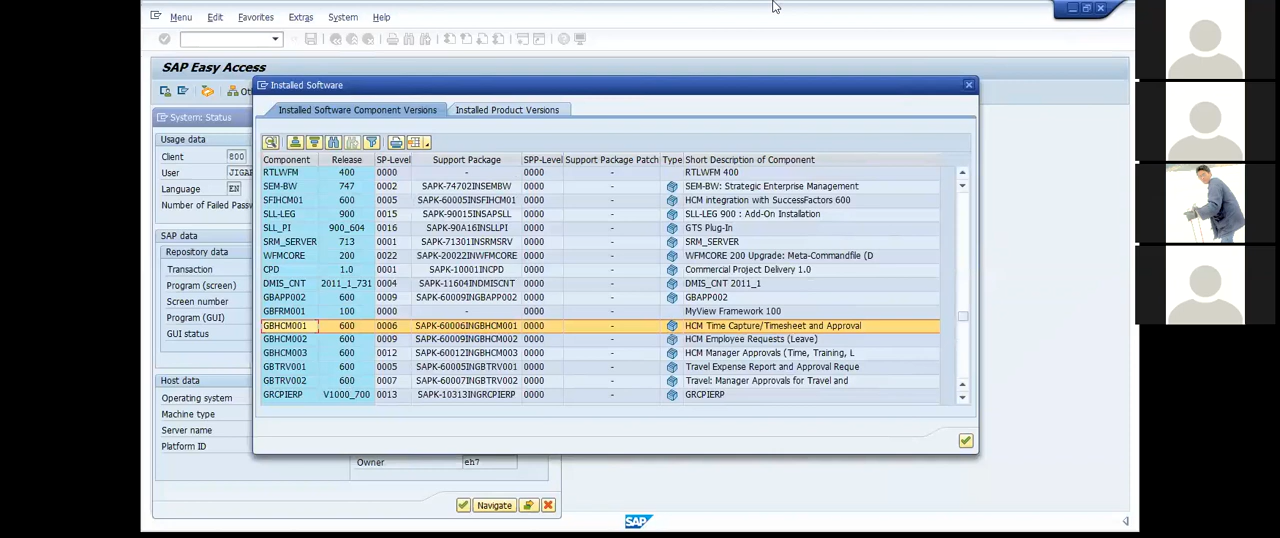 Menu Edit Favorites Extras System Help
SAP Easy Access
Installed Software
System: Status
Installed Software Component Versions Installed Product Versions
Usage data
Client 800
User JIGA
Language EN
Number of Failed Passw
SAP data
Repository data
Transaction
Program (screen)
Screen number
Program (GUI)
GUI status
Host data
Operating system
Machine type
Server name
Platform ID
Component Release SP-Level Support Package SPP-Level Support Package Patch Type Short Description of Component
RTLWFM 400 0000 - 0000 - RTLWFM 400
SEM-BW 747 0002 SAPK-74702INSEMBW 0000 - SEM-BW: Strategic Enterprise Management
SFIHCM01 600 0005 SAPK-60005INSFIHCM01 0000 - HCM integration with SuccessFactors 600
SLL-LEG 900 0015 SAPK-90015INSAPSLL 0000 - SLL-LEG 900 : Add-On Installation
SLL_PI 900_604 0016 SAPK-90A16INSLLPI 0000 - GTS Plug-In
SRM_SERVER 713 0001 SAPK-71301INSRMSRV 0000 - SRM_SERVER
WFMCORE 200 0022 SAPK-20022INWFMCORE 0000 - WFMCORE 200 Upgrade: Meta-Commandfile (D
CPD 1.0 0001 SAPK-10001INCPD 0000 - Commercial Project Delivery 1.0
DMIS_CNT 2011_1_731 0004 SAPK-11604INDMISCNT 0000 - DMIS_CNT 2011_1
GBAPP002 600 0009 SAPK-60009INGBAPP002 0000 - GBAPP002
GBFRM001 100 0000 - 0000 - MyView Framework 100
GBHCM001 600 0006 SAPK-60006INGBHCM001 0000 - HCM Time Capture/Timesheet and Approval
GBHCM002 600 0009 SAPK-60009INGBHCM002 0000 - HCM Employee Requests (Leave)
GBHCM003 600 0012 SAPK-60012INGBHCM003 0000 - HCM Manager Approvals (Time, Training, L
GBTRV001 600 0005 SAPK-60005INGBTRV001 0000 - Travel Expense Report and Approval Reque
GBTRV002 600 0007 SAPK-60007INGBTRV002 0000 - Travel: Manager Approvals for Travel and
GRCPIERP V1000_700 0013 SAPK-10313INGRCPIERP 0000 - GRCPIERP
Owner eh7
Navigate
SAP